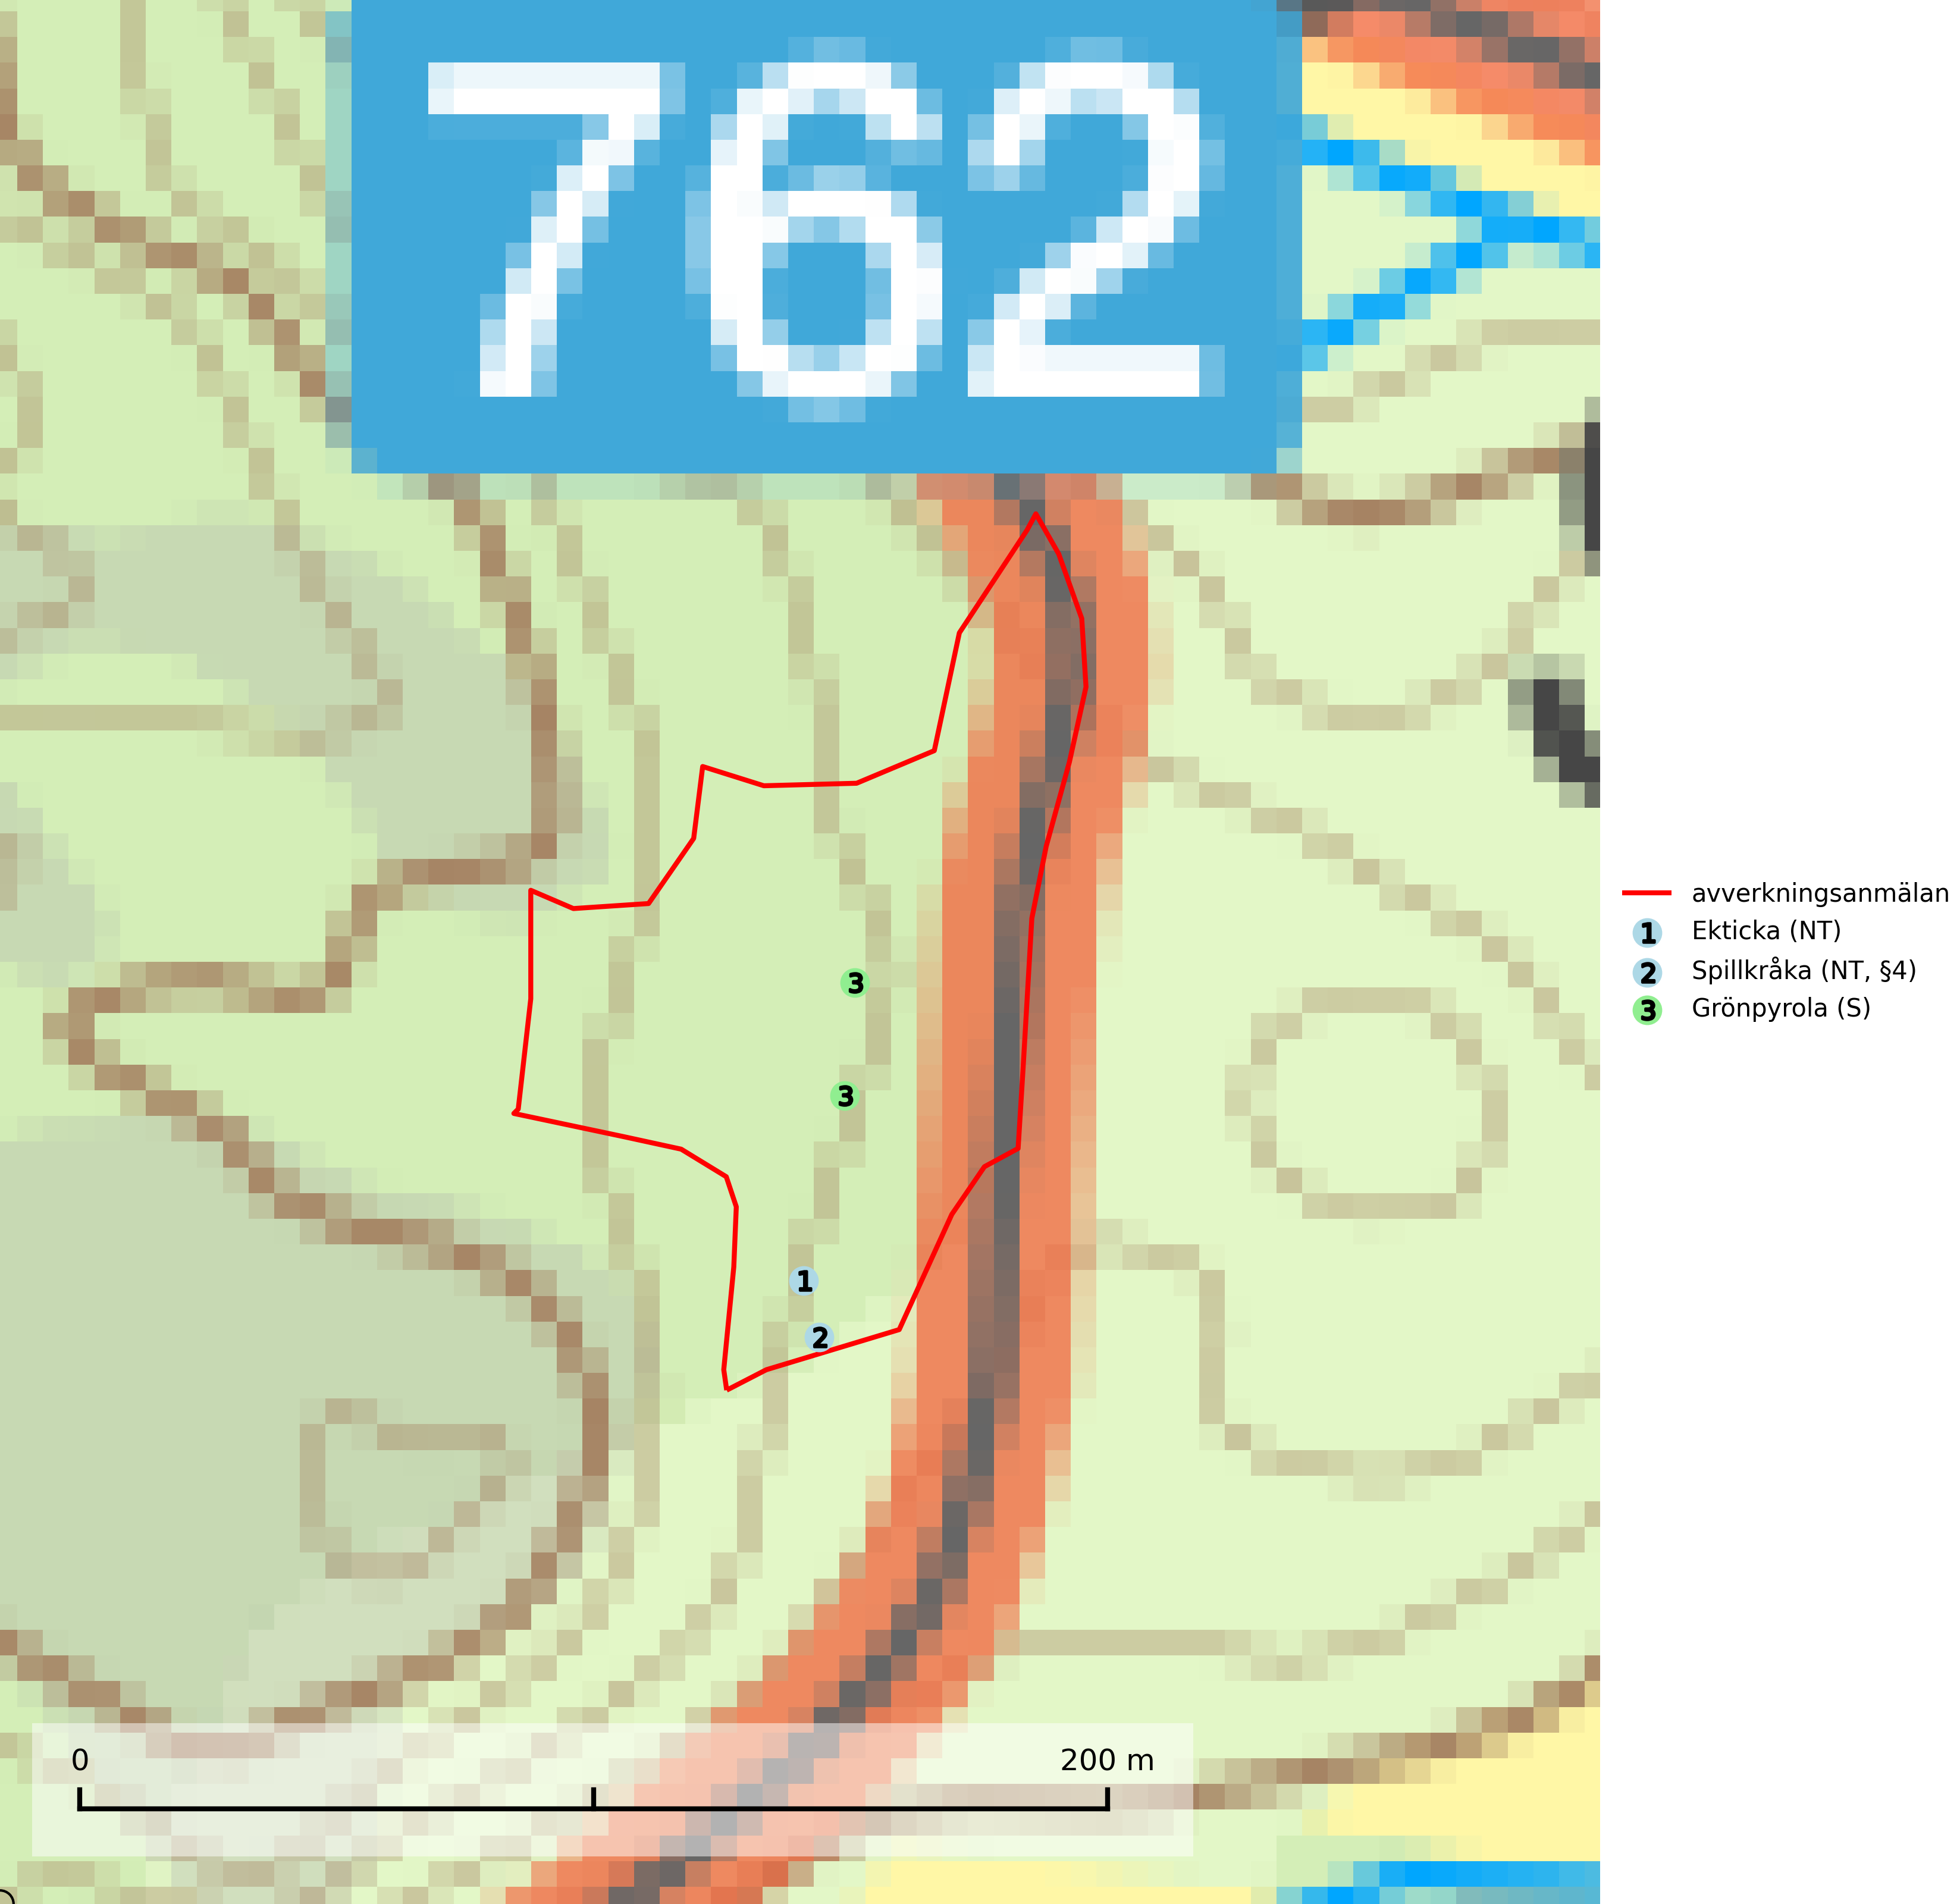 762
avverkningsanmälan
1 Ekticka (NT)
2 Spillkråka (NT, §4)
3 Grönpyrola (S)
3
3
1
2
0 200 m